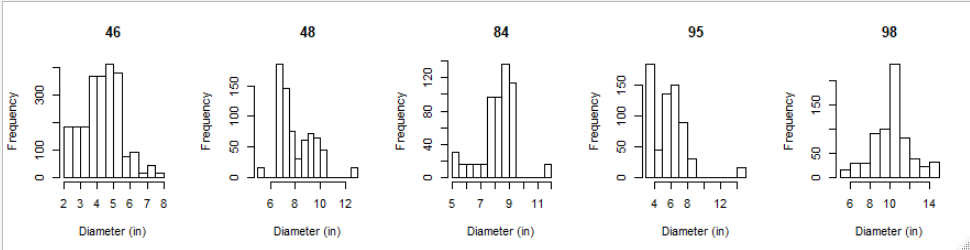 46
Frequency
0 100 300
2 3 4 5 6 7 8
Diameter (in)
48
Frequency
0 50 100 150
6 8 10 12
Diameter (in)
84
Frequency
0 40 80 120
5 7 9 11
Diameter (in)
95
Frequency
0 50 100 150
4 6 8 12
Diameter (in)
98
Frequency
0 50 150
6 8 10 14
Diameter (in)